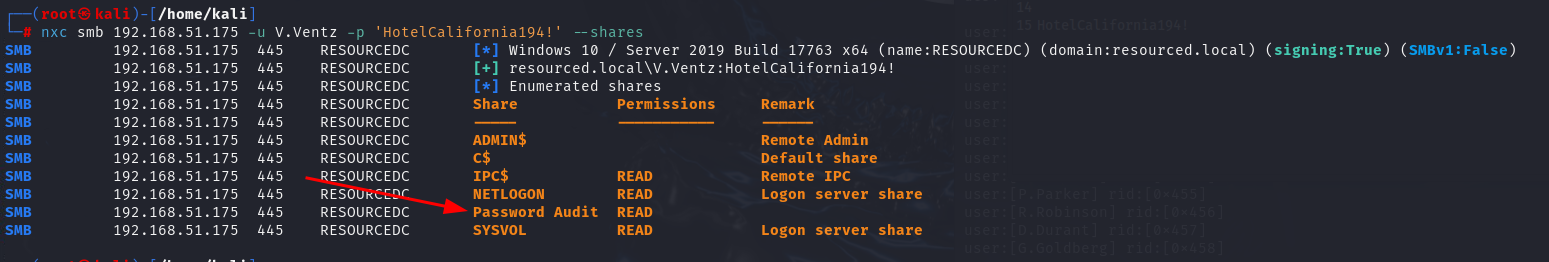 14
┌──(root㉿kali)-[/home/kali]
15 HotelCalifornia194!
└─# nxc smb 192.168.51.175 -u V.Ventz -p 'HotelCalifornia194!' --shares
SMB 192.168.51.175 445 RESOURCEDC [*] Windows 10 / Server 2019 Build 17763 x64 (name:RESOURCEDC) (domain:resourced.local) (signing:True) (SMBv1:False)
SMB 192.168.51.175 445 RESOURCEDC [+] resourced.local\V.Ventz:HotelCalifornia194!
SMB 192.168.51.175 445 RESOURCEDC [*] Enumerated shares
SMB 192.168.51.175 445 RESOURCEDC Share Permissions Remark
SMB 192.168.51.175 445 RESOURCEDC ----- ----------- ------
SMB 192.168.51.175 445 RESOURCEDC ADMIN$ Remote Admin
SMB 192.168.51.175 445 RESOURCEDC C$ Default share
SMB 192.168.51.175 445 RESOURCEDC IPC$ READ Remote IPC
SMB 192.168.51.175 445 RESOURCEDC NETLOGON READ Logon server share
user:[P.Parker] rid:[0×455]
SMB 192.168.51.175 445 RESOURCEDC Password Audit READ
user:[R.Robinson] rid:[0×456]
SMB 192.168.51.175 445 RESOURCEDC SYSVOL READ Logon server share
user:[D.Durant] rid:[0×457]
user:[G.Goldberg] rid:[0×458]